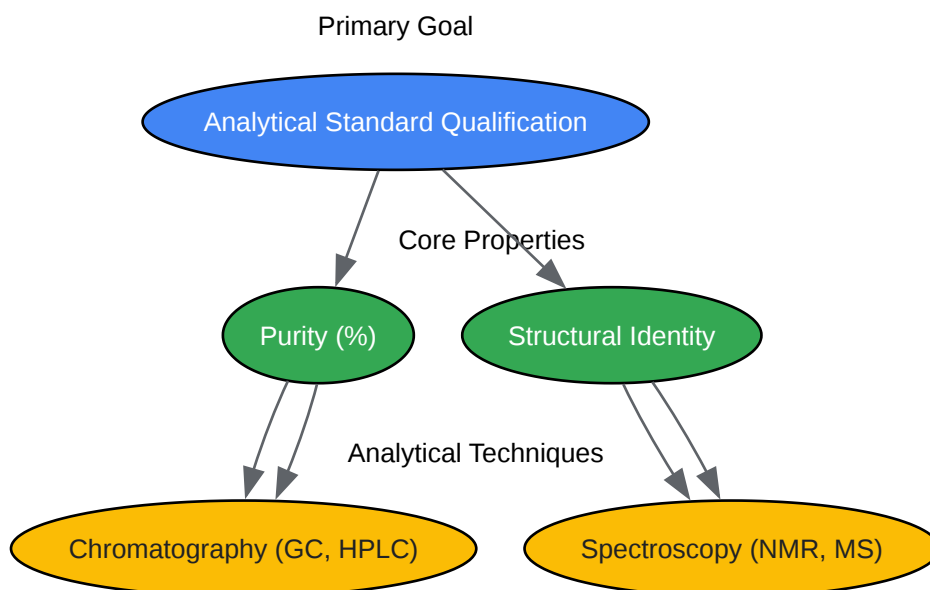 Primary Goal
Analytical Standard Qualification
Core Properties
Purity (%)
Structural Identity
Analytical Techniques
Chromatography (GC, HPLC)
Spectroscopy (NMR, MS)